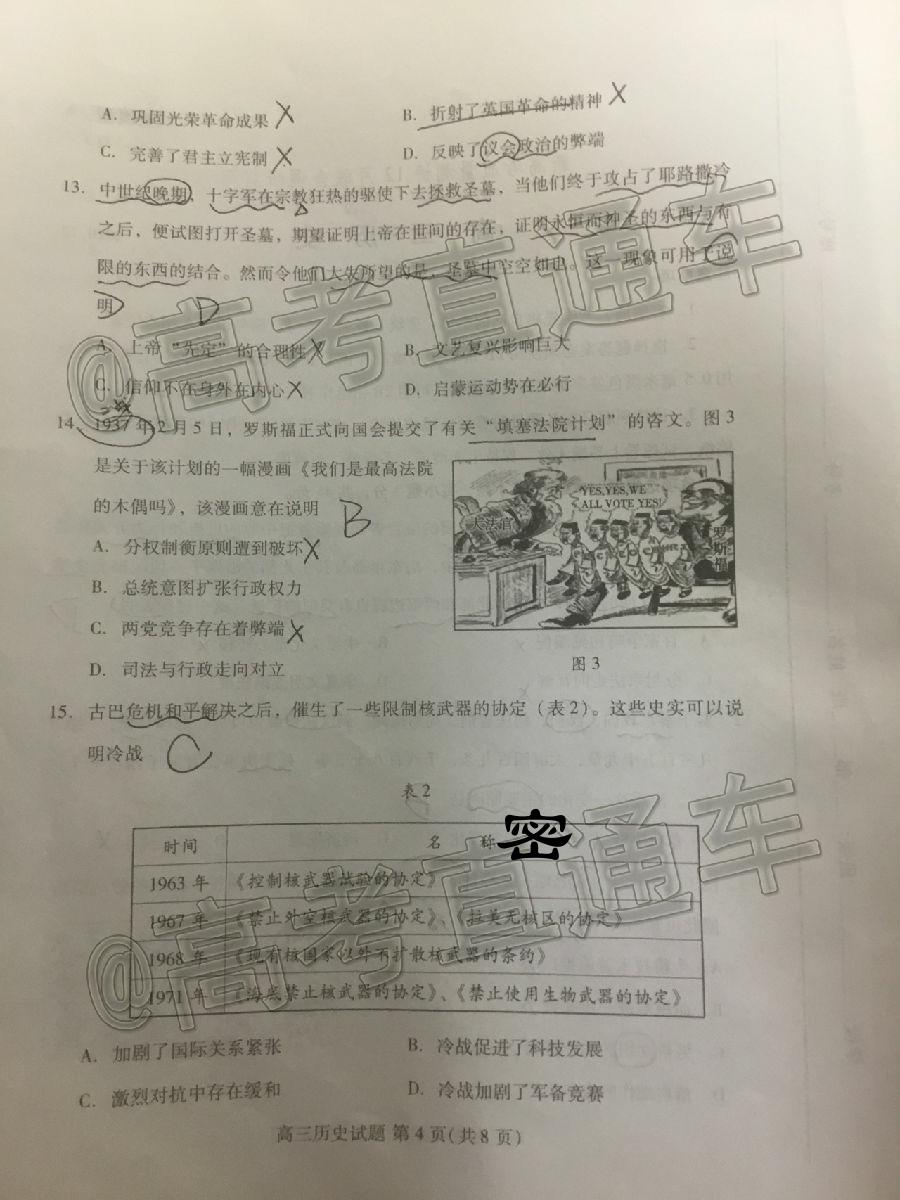 A. 巩固光荣革命成果 X
B. 折射了英国革命的精神 X
C. 完善了君主立宪制 X
D. 反映了议会政治的弊端
13. 中世纪晚期，十字军在宗教狂热的驱使下去拯救圣墓，当他们终于攻占了耶路撒冷
之后，便试图打开圣墓，期望证明上帝在世间的存在，证明永恒而神圣的东西与有
限的东西的结合。然而令他们大失所望的是，圣墓中空空如也。这一现象可用于说
明 D
A. 上帝“先定”的合理性 X
B. 文艺复兴影响巨大
C. 信仰不在身外在内心 X
D. 启蒙运动势在必行
14. 1937年2月5日，罗斯福正式向国会提交了有关“填塞法院计划”的咨文。图3
是关于该计划的一幅漫画《我们是最高法院
的木偶吗》，该漫画意在说明 B
A. 分权制衡原则遭到破坏 X
B. 总统意图扩张行政权力
C. 两党竞争存在着弊端 X
D. 司法与行政走向对立
YES,YES,WE
ALL VOTE YES!
大法官
罗斯福
图3
15. 古巴危机和平解决之后，催生了一些限制核武器的协定（表2）。这些史实可以说
明冷战 C
表2
时间 名 称
1963年 《控制核武器试验的协定》
1967年 《禁止外空核武器的协定》、《拉美无核区的协定》
1968年 《现有核国家以外不扩散核武器的条约》
1971年 《海底禁止核武器的协定》、《禁止使用生物武器的协定》
密
A. 加剧了国际关系紧张
B. 冷战促进了科技发展
C. 激烈对抗中存在缓和
D. 冷战加剧了军备竞赛
高三历史试题 第4页(共8页)
@高考直通车
@高考直通车